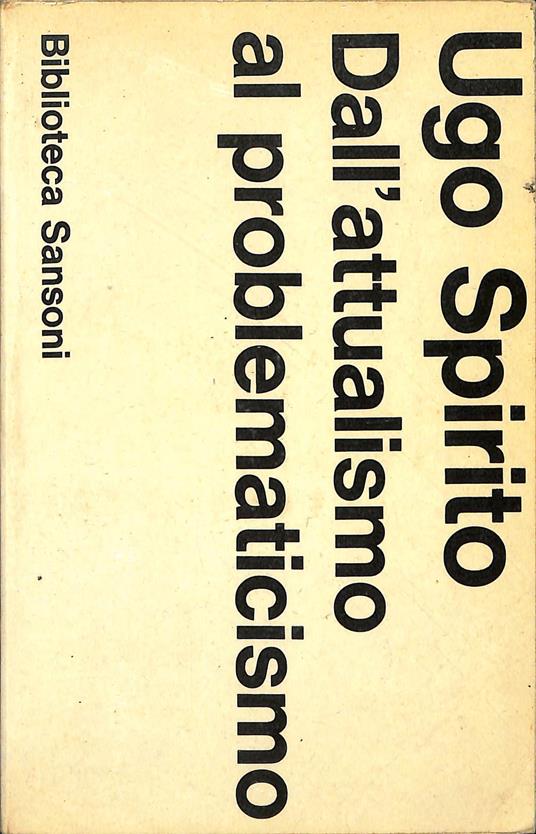 Ugo Spirito
Dall'attualismo
al problematicismo
Biblioteca Sansoni